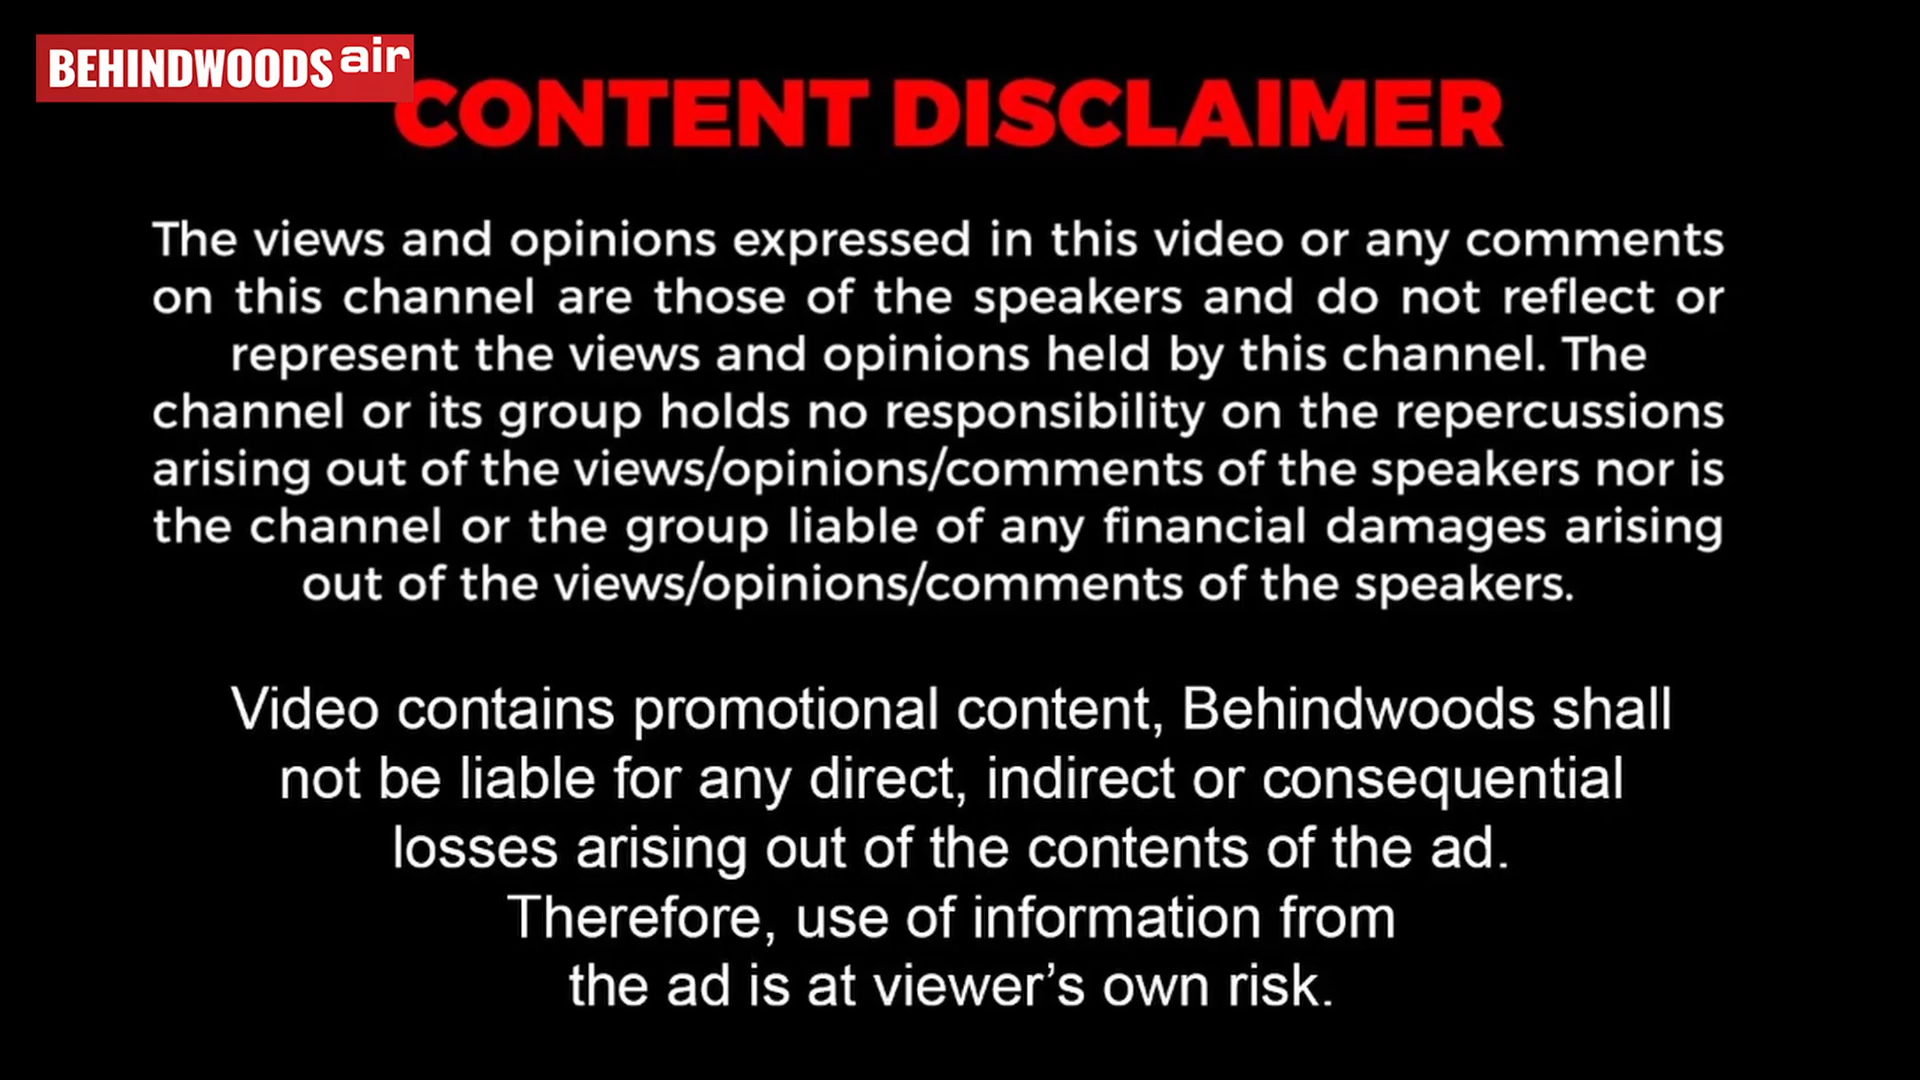 BEHINDWOODS air
CONTENT DISCLAIMER
The views and opinions expressed in this video or any comments
on this channel are those of the speakers and do not reflect or
represent the views and opinions held by this channel. The
channel or its group holds no responsibility on the repercussions
arising out of the views/opinions/comments of the speakers nor is
the channel or the group liable of any financial damages arising
out of the views/opinions/comments of the speakers.
Video contains promotional content, Behindwoods shall
not be liable for any direct, indirect or consequential
losses arising out of the contents of the ad.
Therefore, use of information from
the ad is at viewer’s own risk.